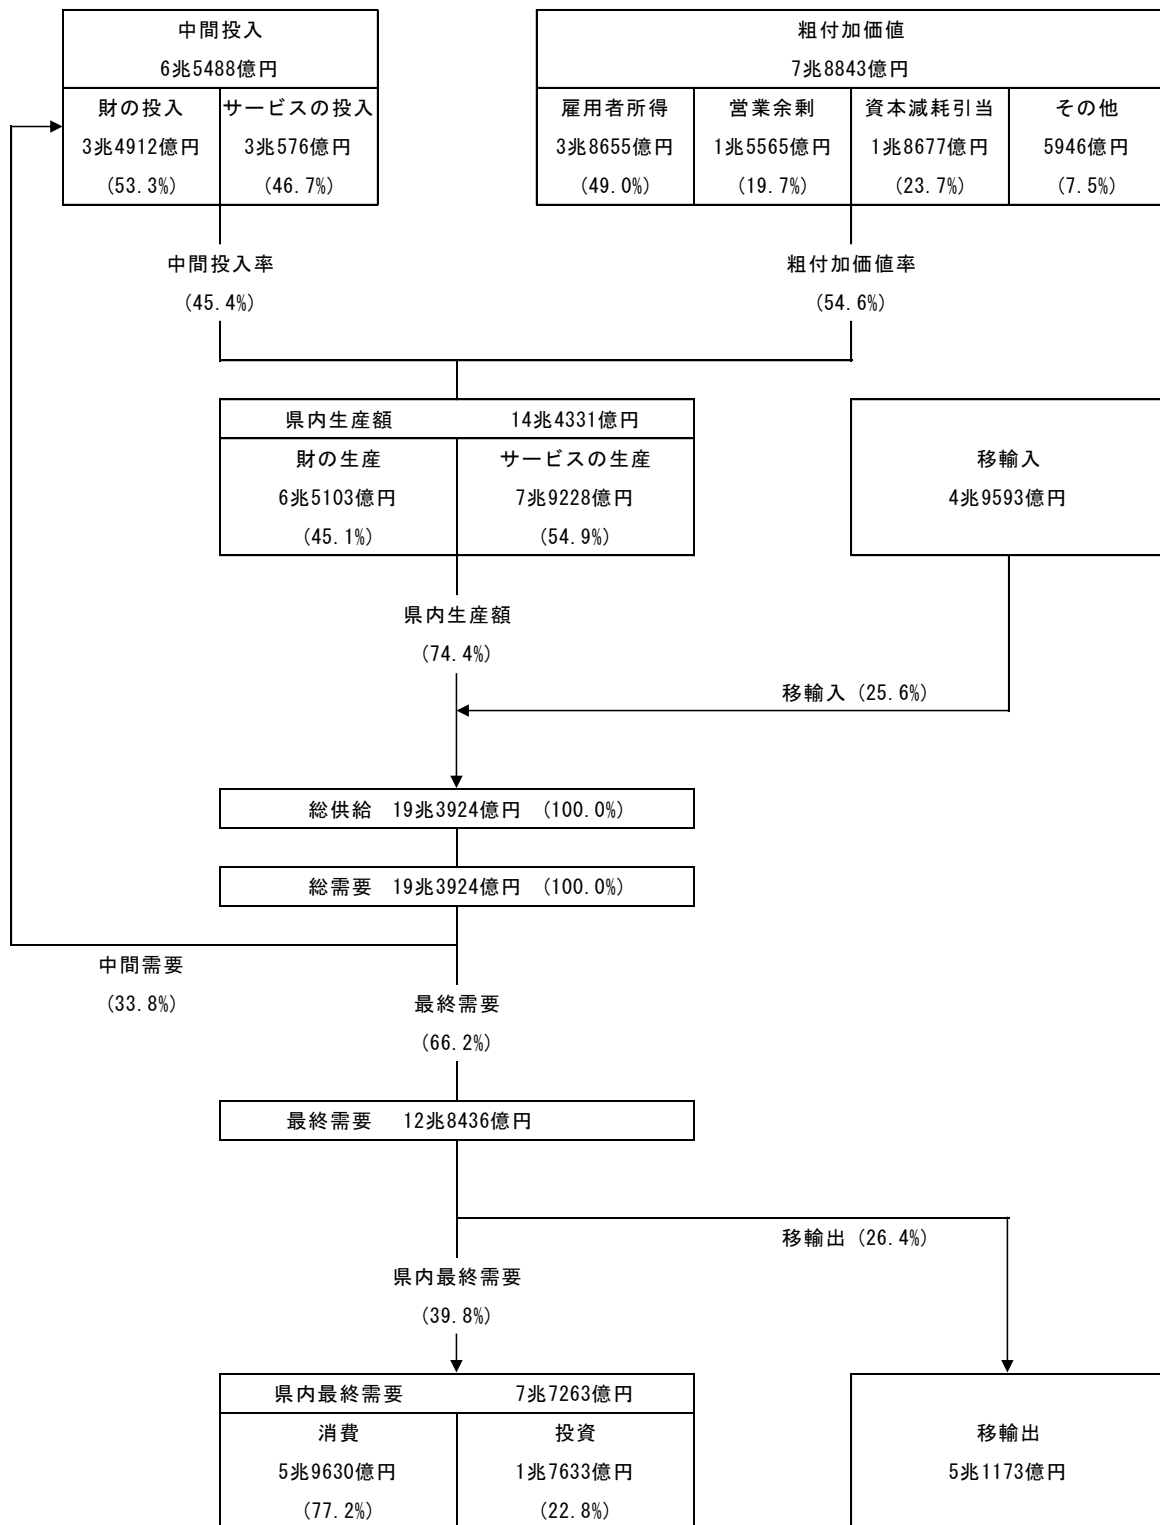 中間投入
6兆5488億円
財の投入 サービスの投入
3兆4912億円 3兆576億円
(53.3%) (46.7%)
粗付加価値
7兆8843億円
雇用者所得 営業余剰 資本減耗引当 その他
3兆8655億円 1兆5565億円 1兆8677億円 5946億円
(49.0%) (19.7%) (23.7%) (7.5%)
中間投入率
(45.4%)
粗付加価値率
(54.6%)
県内生産額 14兆4331億円
財の生産 サービスの生産
6兆5103億円 7兆9228億円
(45.1%) (54.9%)
移輸入
4兆9593億円
県内生産額
(74.4%)
移輸入 (25.6%)
総供給 19兆3924億円 (100.0%)
総需要 19兆3924億円 (100.0%)
中間需要
(33.8%)
最終需要
(66.2%)
最終需要 12兆8436億円
移輸出 (26.4%)
県内最終需要
(39.8%)
県内最終需要 7兆7263億円
消費 投資
5兆9630億円 1兆7633億円
(77.2%) (22.8%)
移輸出
5兆1173億円